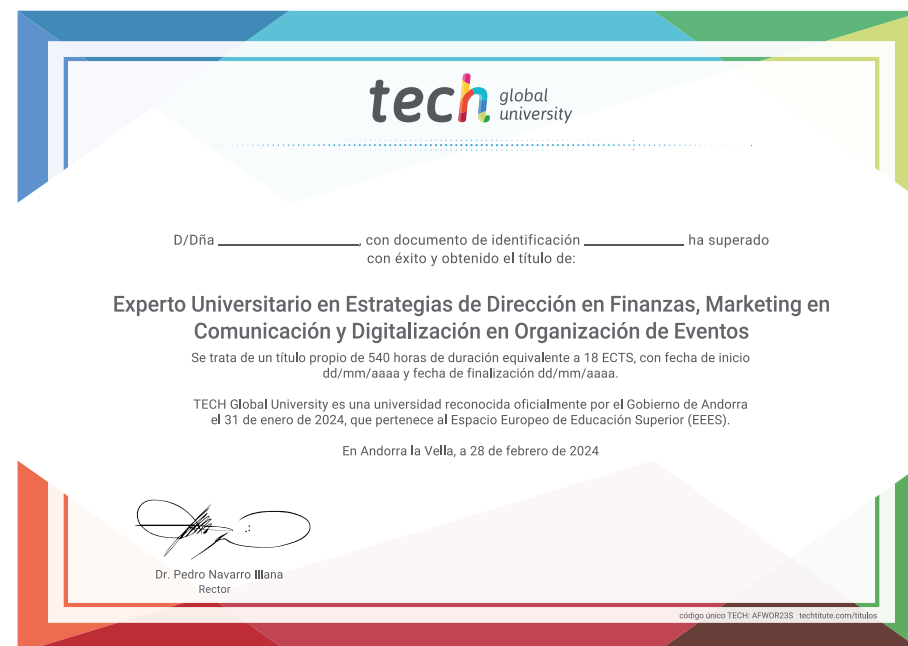 tech global university
D/Dña ________________, con documento de identificación ____________ ha superado
con éxito y obtenido el título de:
Experto Universitario en Estrategias de Dirección en Finanzas, Marketing en
Comunicación y Digitalización en Organización de Eventos
Se trata de un título propio de 540 horas de duración equivalente a 18 ECTS, con fecha de inicio
dd/mm/aaaa y fecha de finalización dd/mm/aaaa.
TECH Global University es una universidad reconocida oficialmente por el Gobierno de Andorra
el 31 de enero de 2024, que pertenece al Espacio Europeo de Educación Superior (EEES).
En Andorra la Vella, a 28 de febrero de 2024
Dr. Pedro Navarro Illana
Rector
código único TECH: AFWOR23S techtitute.com/titulos